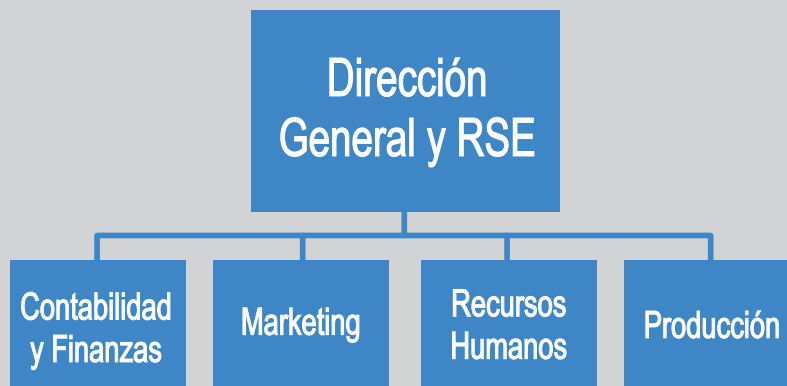 Dirección
General y RSE
Contabilidad
y Finanzas
Marketing
Recursos
Humanos
Producción